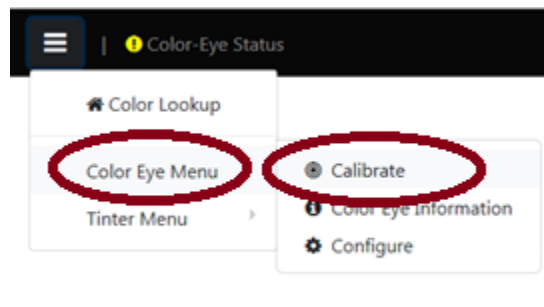 Color-Eye Status
Color Lookup
Color Eye Menu
Calibrate
Color Eye Information
Tinter Menu
Configure